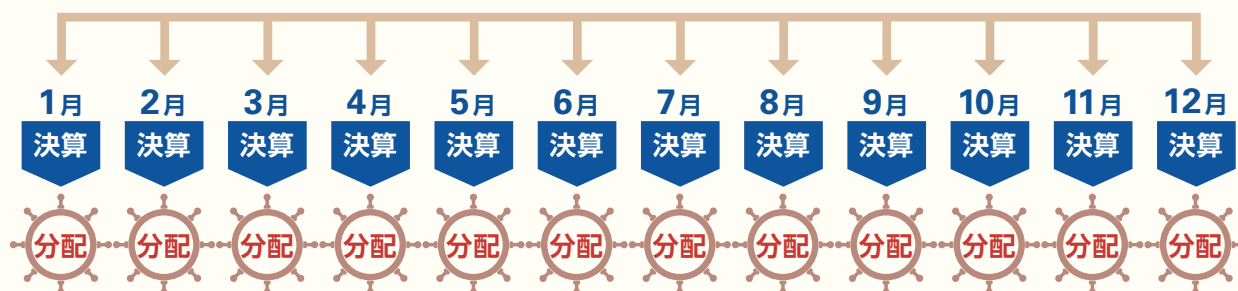 1月 2月 3月 4月 5月 6月 7月 8月 9月 10月 11月 12月
決算 決算 決算 決算 決算 決算 決算 決算 決算 決算 決算 決算
分配 分配 分配 分配 分配 分配 分配 分配 分配 分配 分配 分配